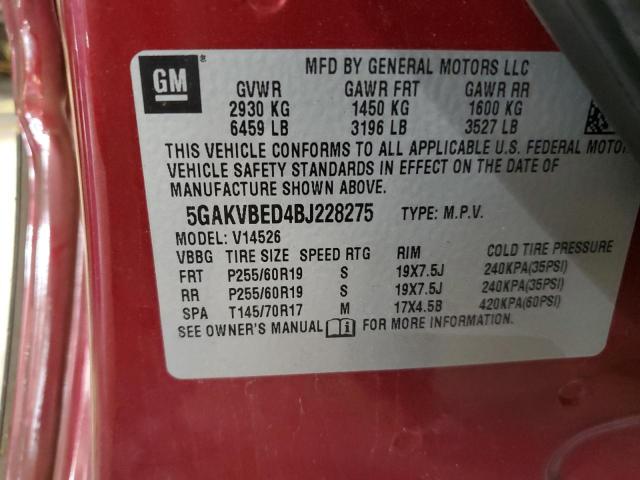 GM
®
MFD BY GENERAL MOTORS LLC
GVWR GAWR FRT GAWR RR
2930 KG 1450 KG 1600 KG
6459 LB 3196 LB 3527 LB
THIS VEHICLE CONFORMS TO ALL APPLICABLE U.S. FEDERAL MOTO
VEHICLE SAFETY STANDARDS IN EFFECT ON THE DATE OF
MANUFACTURE SHOWN ABOVE.
5GAKVBED4BJ228275 TYPE: M.P.V.
MODEL: V14526
VBBG TIRE SIZE SPEED RTG RIM COLD TIRE PRESSURE
FRT P255/60R19 S 19X7.5J 240KPA(35PSI)
RR P255/60R19 S 19X7.5J 240KPA(35PSI)
SPA T145/70R17 M 17X4.5B 420KPA(60PSI)
SEE OWNER'S MANUAL i FOR MORE INFORMATION.